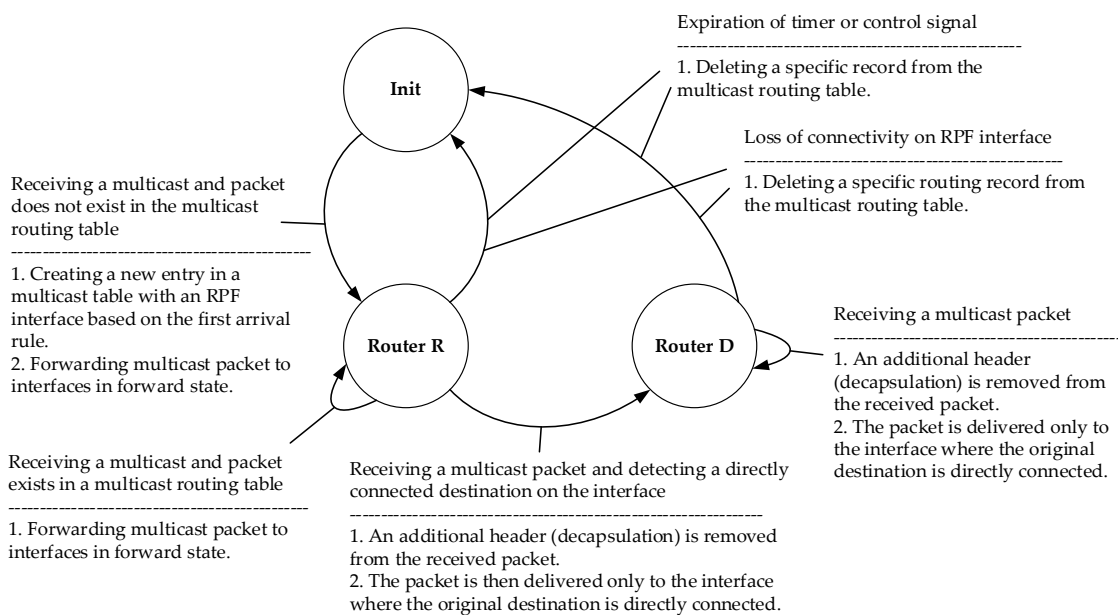 Expiration of timer or control signal
1. Deleting a specific record from the
multicast routing table.
Init
Loss of connectivity on RPF interface
1. Deleting a specific routing record from
the multicast routing table.
Receiving a multicast and packet
does not exist in the multicast
routing table
1. Creating a new entry in a
multicast table with an RPF
interface based on the first arrival
rule.
2. Forwarding multicast packet to
interfaces in forward state.
Router R
Router D
Receiving a multicast packet
1. An additional header
(decapsulation) is removed from
the received packet.
2. The packet is delivered only to
the interface where the original
destination is directly connected.
Receiving a multicast and packet
exists in a multicast routing table
1. Forwarding multicast packet to
interfaces in forward state.
Receiving a multicast packet and detecting a directly
connected destination on the interface
1. An additional header (decapsulation) is removed
from the received packet.
2. The packet is then delivered only to the interface
where the original destination is directly connected.